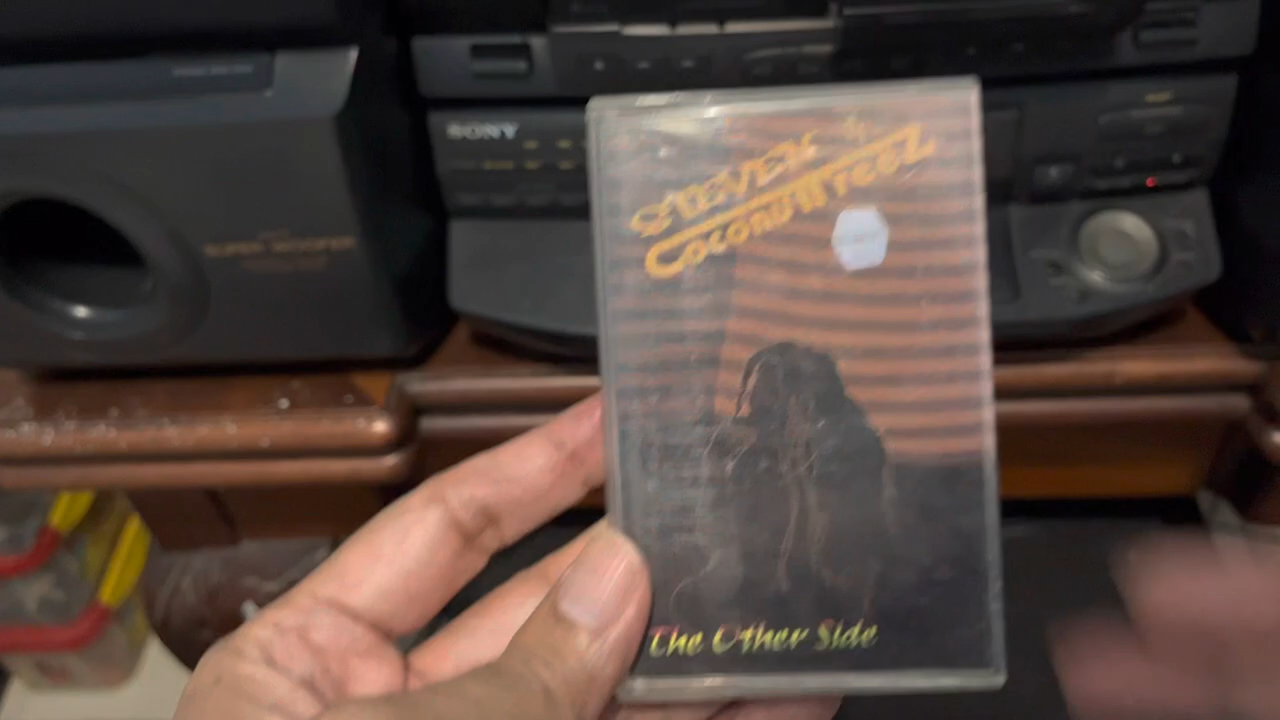 SONY
SUPER WOOFER
STEVEN &
CoconuTTreeZ
The Other Side